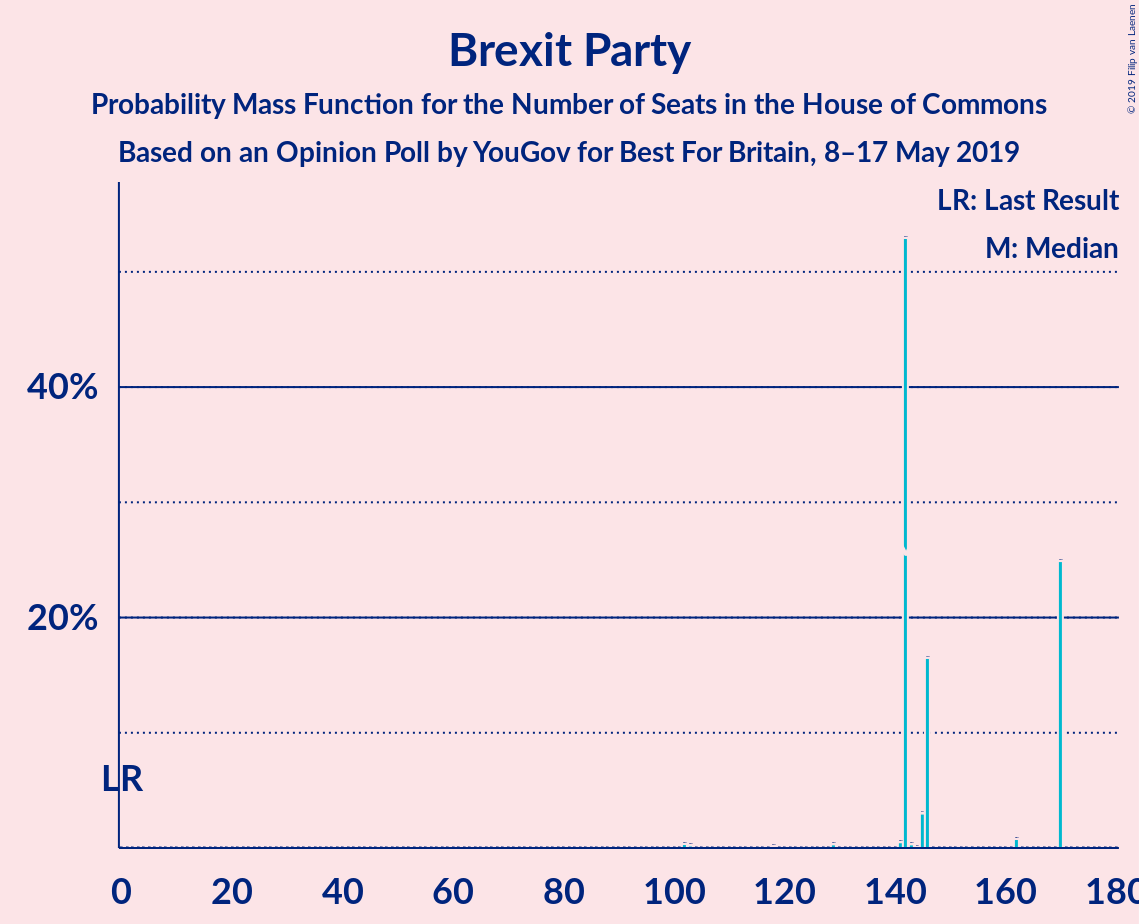 Brexit Party
Probability Mass Function for the Number of Seats in the House of Commons
Based on an Opinion Poll by YouGov for Best For Britain, 8–17 May 2019
© 2019 Filip van Laenen
LR: Last Result
M: Median
40%
20%
LR
0 20 40 60 80 100 120 140 160 180